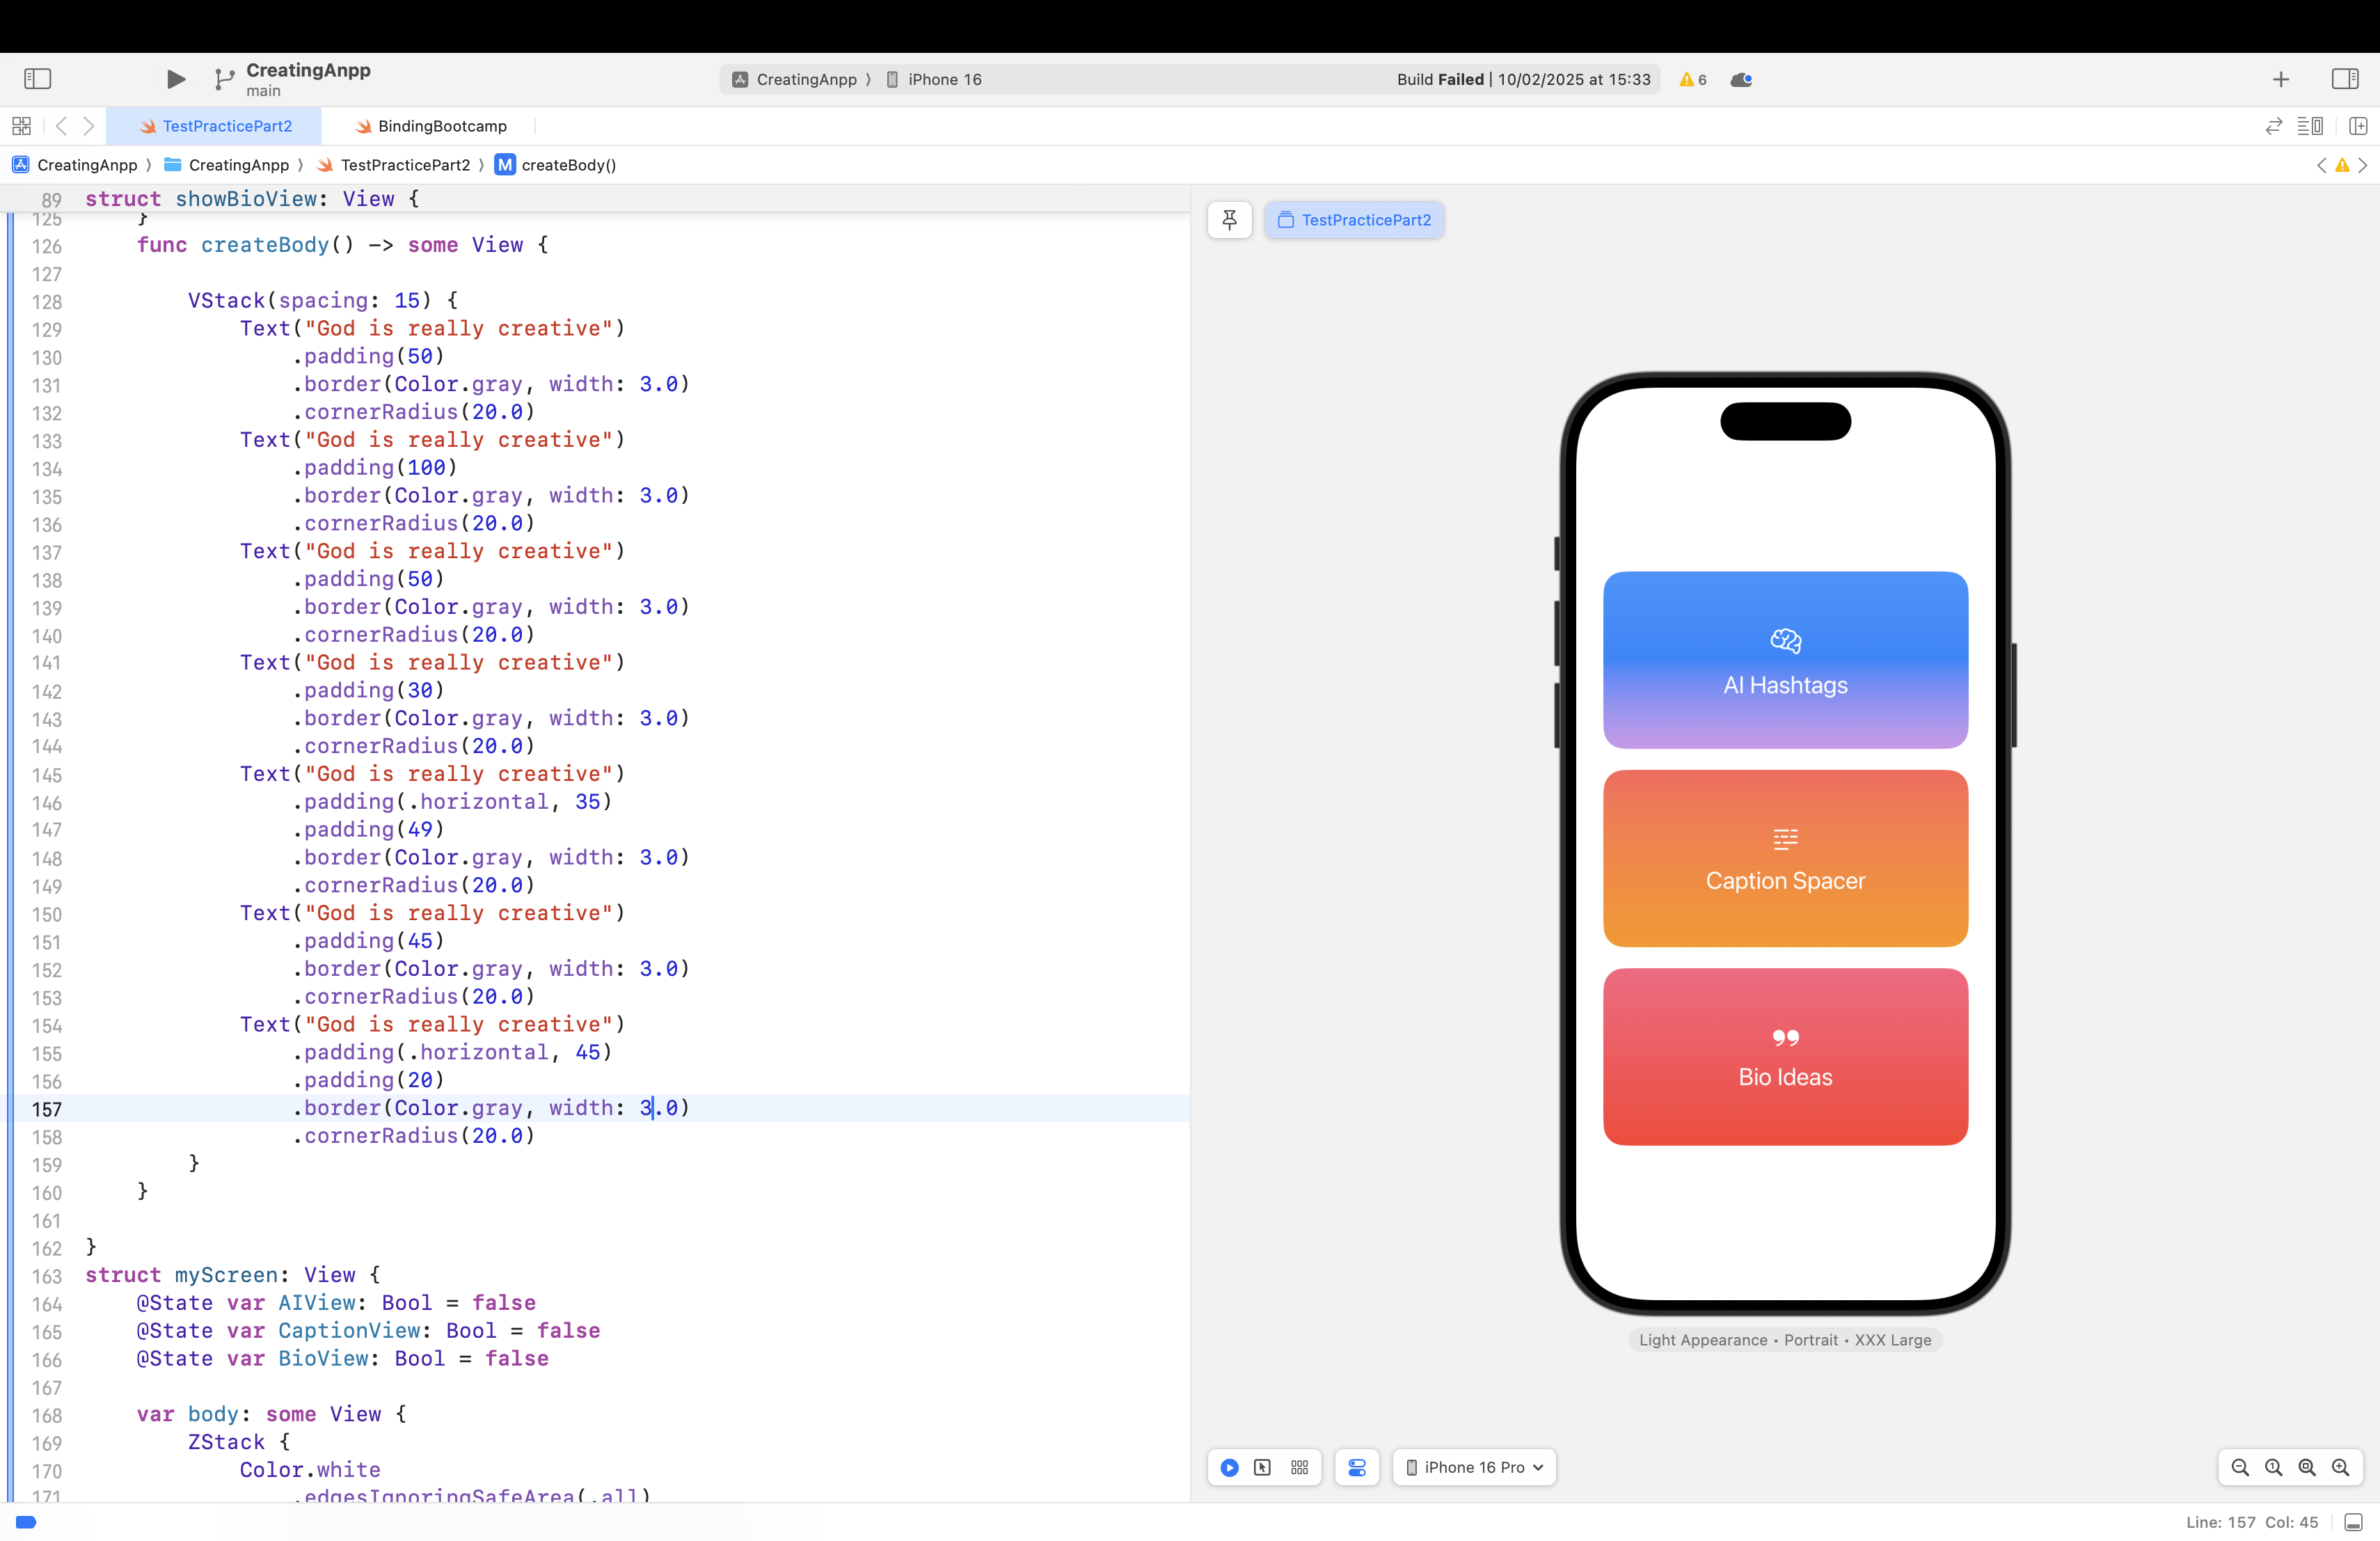 CreatingAnpp
main
CreatingAnpp 〉 iPhone 16
Build Failed | 10/02/2025 at 15:33
6
TestPracticePart2
BindingBootcamp
CreatingAnpp 〉 CreatingAnpp 〉 TestPracticePart2 〉 M createBody()
89 struct showBioView: View {
125 }
126 func createBody() -> some View {
127
128 VStack(spacing: 15) {
129 Text("God is really creative")
130 .padding(50)
131 .border(Color.gray, width: 3.0)
132 .cornerRadius(20.0)
133 Text("God is really creative")
134 .padding(100)
135 .border(Color.gray, width: 3.0)
136 .cornerRadius(20.0)
137 Text("God is really creative")
138 .padding(50)
139 .border(Color.gray, width: 3.0)
140 .cornerRadius(20.0)
141 Text("God is really creative")
142 .padding(30)
143 .border(Color.gray, width: 3.0)
144 .cornerRadius(20.0)
145 Text("God is really creative")
146 .padding(.horizontal, 35)
147 .padding(49)
148 .border(Color.gray, width: 3.0)
149 .cornerRadius(20.0)
150 Text("God is really creative")
151 .padding(45)
152 .border(Color.gray, width: 3.0)
153 .cornerRadius(20.0)
154 Text("God is really creative")
155 .padding(.horizontal, 45)
156 .padding(20)
157 .border(Color.gray, width: 3.0)
158 .cornerRadius(20.0)
159 }
160 }
161
162 }
163 struct myScreen: View {
164 @State var AIView: Bool = false
165 @State var CaptionView: Bool = false
166 @State var BioView: Bool = false
167
168 var body: some View {
169 ZStack {
170 Color.white
171 .edgesIgnoringSafeArea(.all)
TestPracticePart2
AI Hashtags
Caption Spacer
Bio Ideas
Light Appearance • Portrait • XXX Large
iPhone 16 Pro
Line: 157 Col: 45